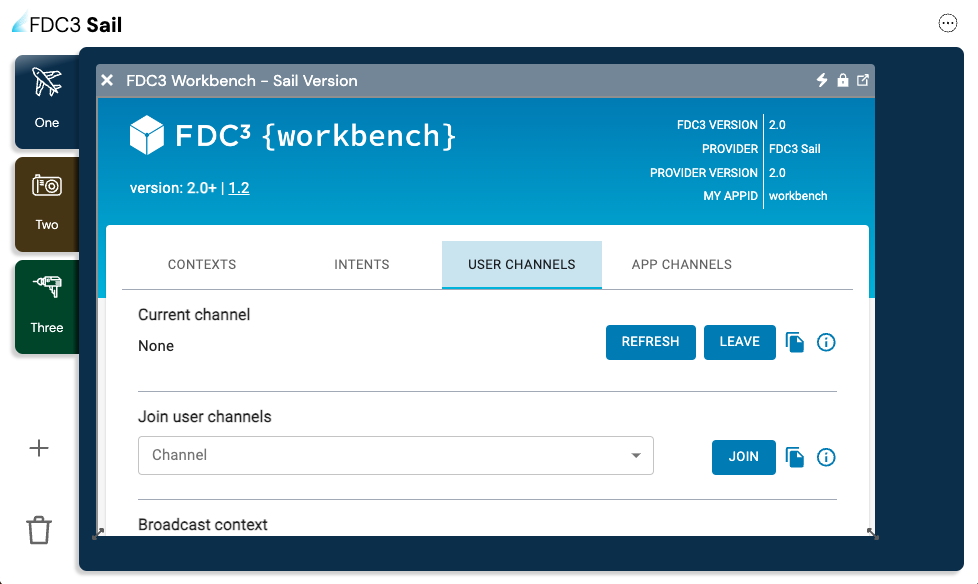 FDC3 Sail
One
Two
Three
FDC3 Workbench - Sail Version
FDC³ {workbench}
version: 2.0+ | 1.2
FDC3 VERSION 2.0
PROVIDER FDC3 Sail
PROVIDER VERSION 2.0
MY APPID workbench
CONTEXTS INTENTS USER CHANNELS APP CHANNELS
Current channel
None
REFRESH LEAVE
Join user channels
Channel
JOIN
Broadcast context